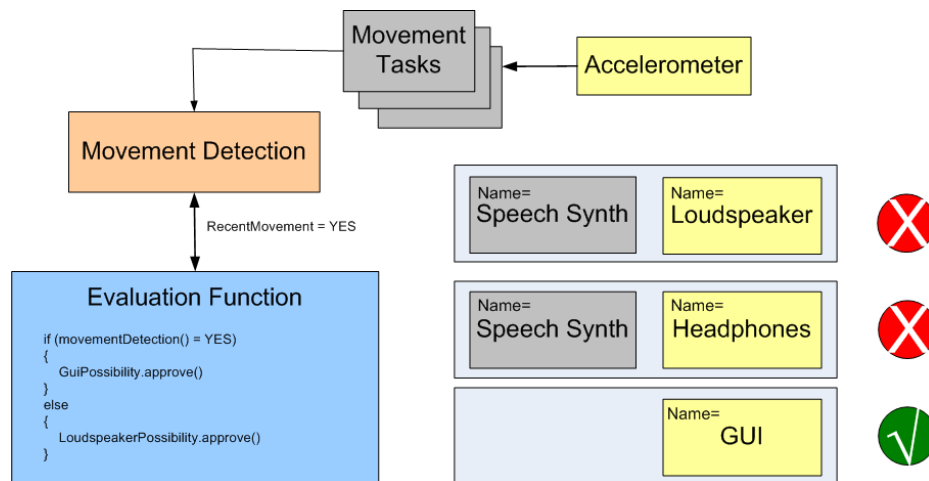 Movement
Tasks
Accelerometer
Movement Detection
RecentMovement = YES
Evaluation Function
if (movementDetection() = YES)
{
GuiPossibility.approve()
}
else
{
LoudspeakerPossibility.approve()
}
Name=
Speech Synth
Name=
Loudspeaker
X
Name=
Speech Synth
Name=
Headphones
X
Name=
GUI
√